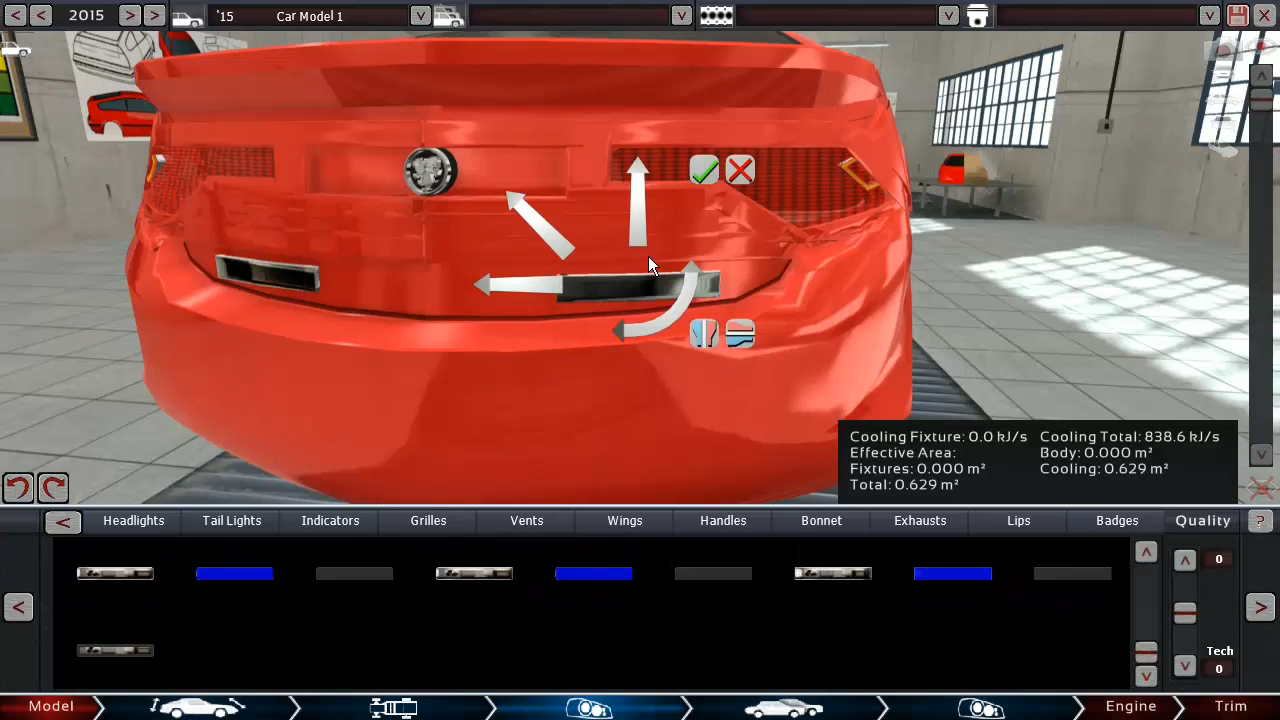 2015
'15 Car Model 1
Cooling Fixture: 0.0 kJ/s Cooling Total: 838.6 kJ/s
Effective Area: Body: 0.000 m²
Fixtures: 0.000 m² Cooling: 0.629 m²
Total: 0.629 m²
Headlights Tail Lights Indicators Grilles Vents Wings Handles Bonnet Exhausts Lips Badges Quality ?
0
Tech
0
Model Engine Trim